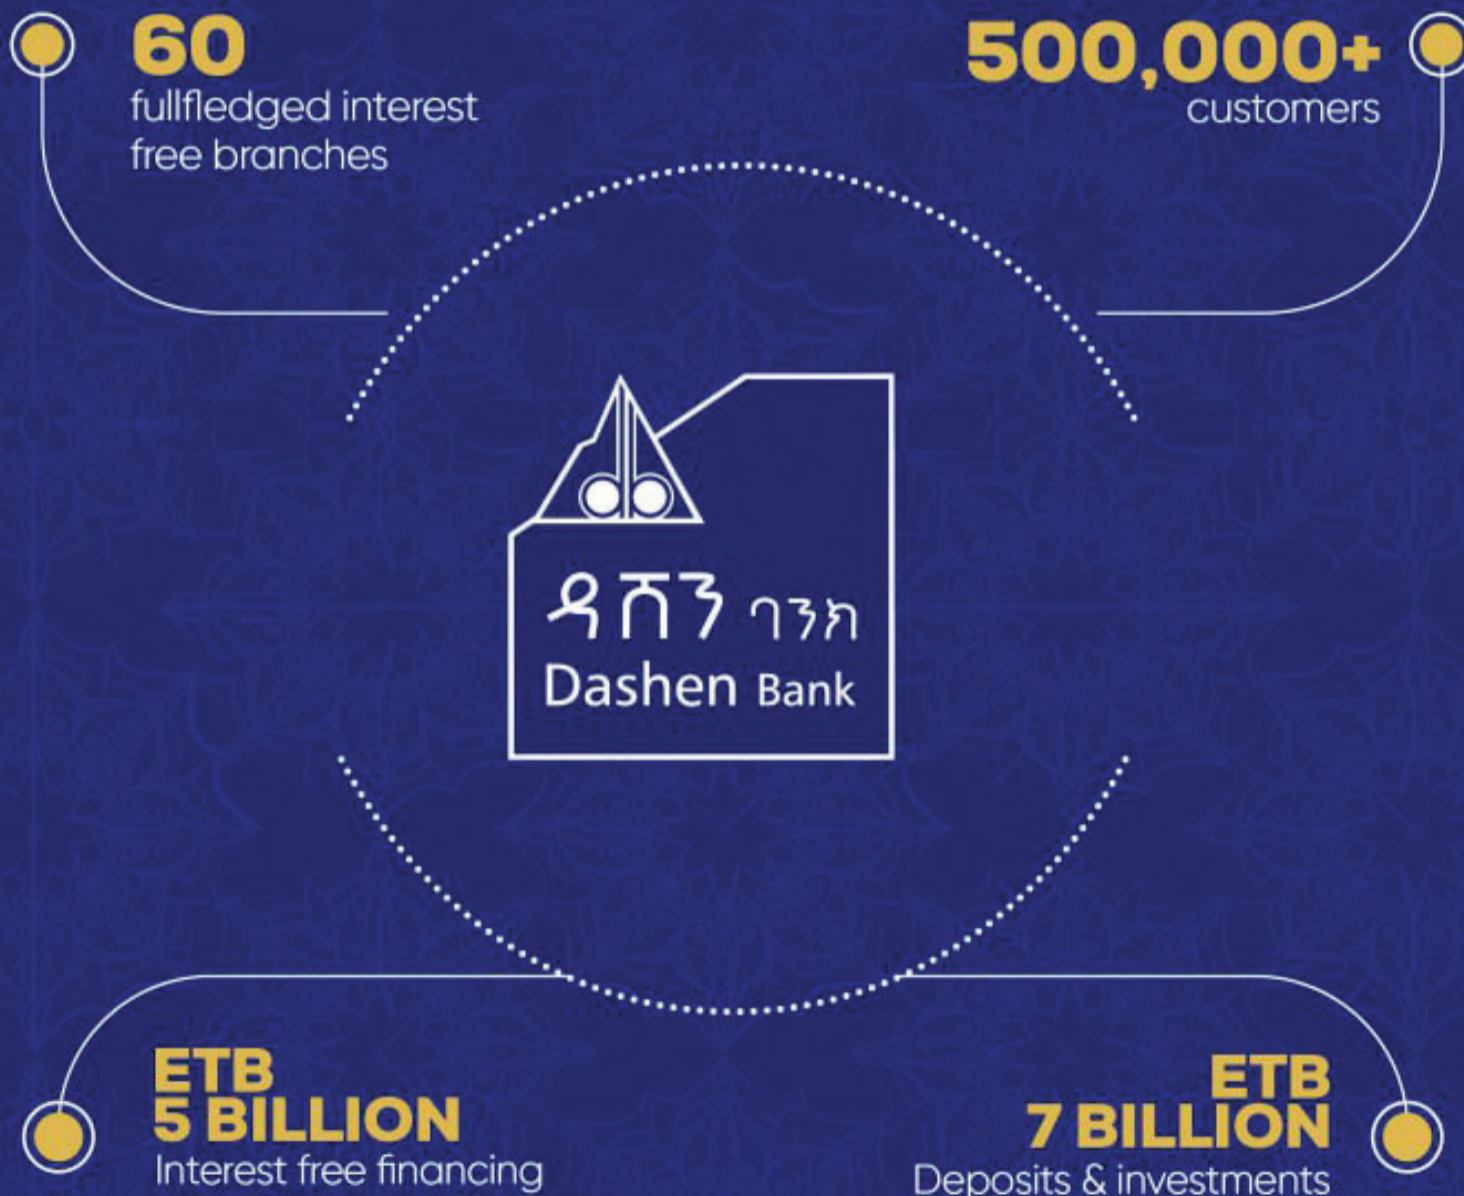 60
fullfledged interest
free branches
500,000+
customers
ዳሸን ባንክ
Dashen Bank
ETB
5 BILLION
Interest free financing
ETB
7 BILLION
Deposits & investments